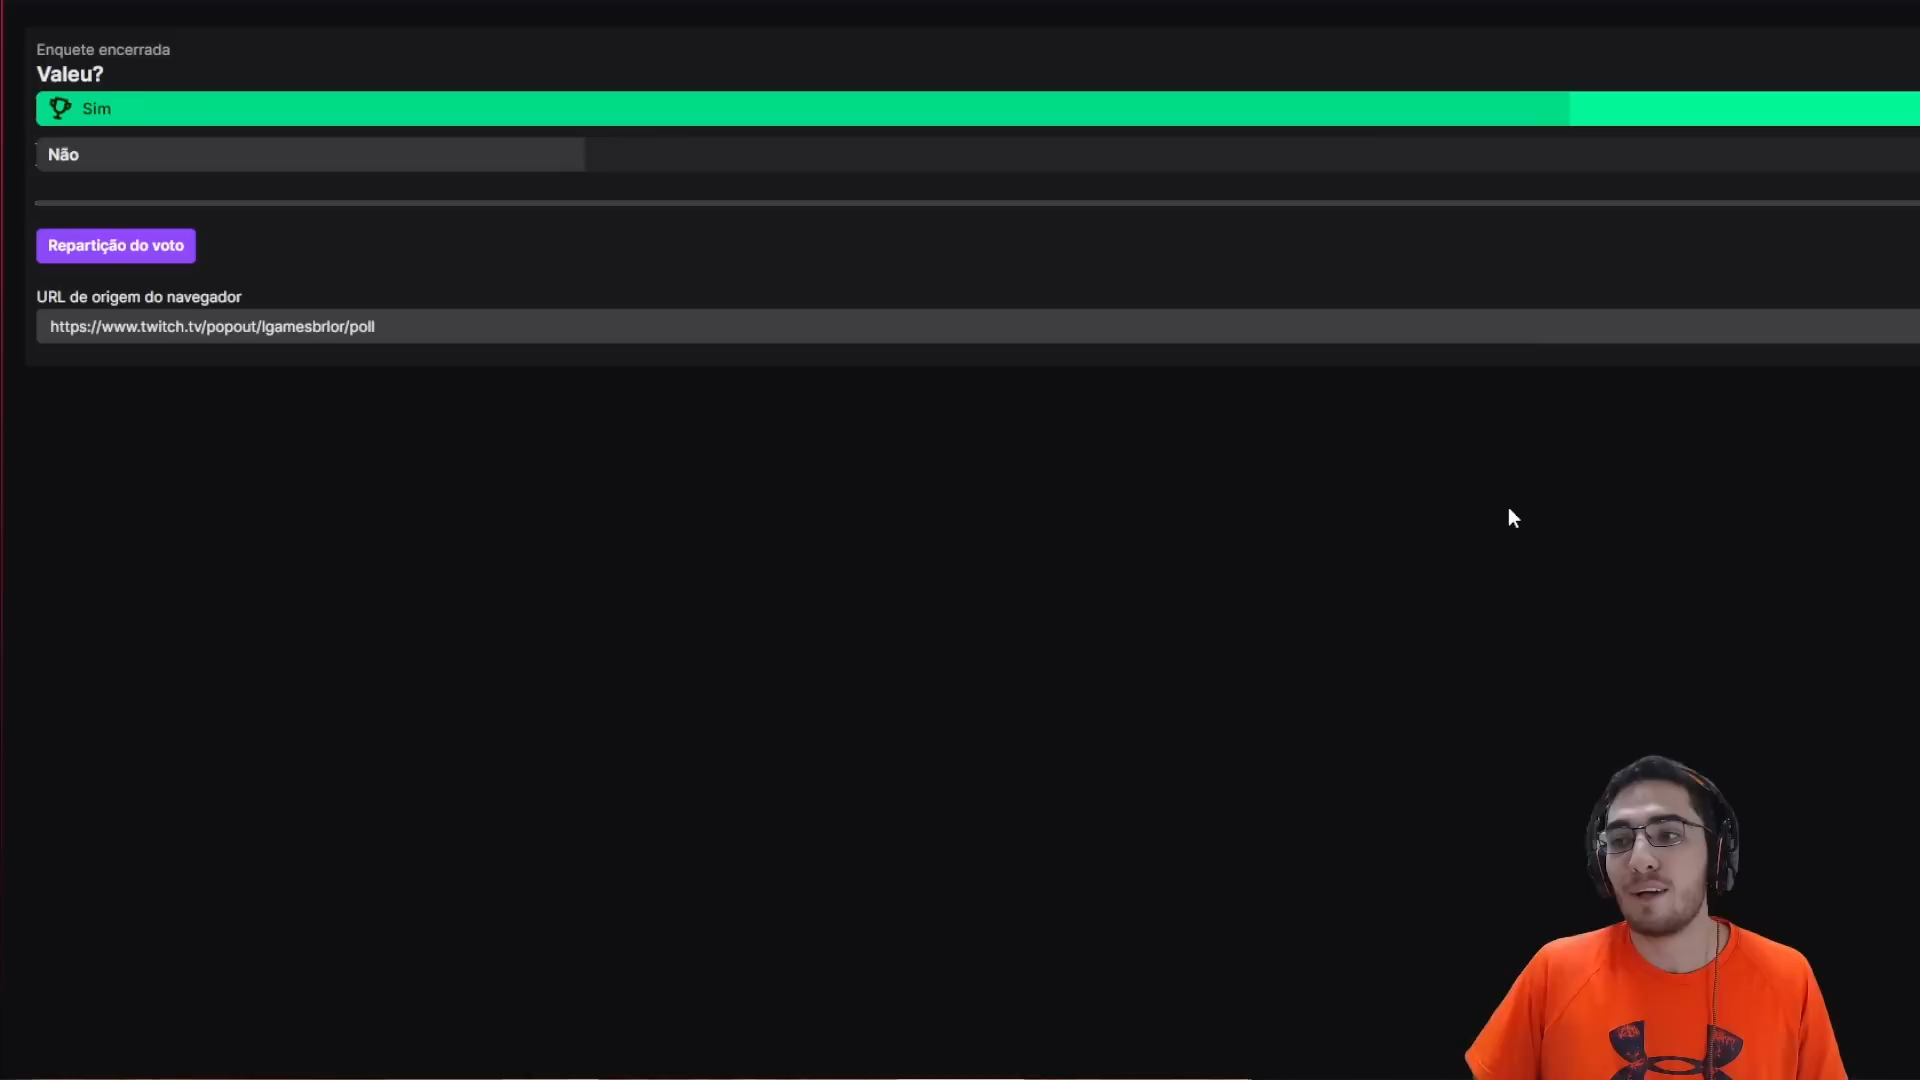 Enquete encerrada
Valeu?
Sim
Não
Repartição do voto
URL de origem do navegador
https://www.twitch.tv/popout/lgamesbrlor/poll